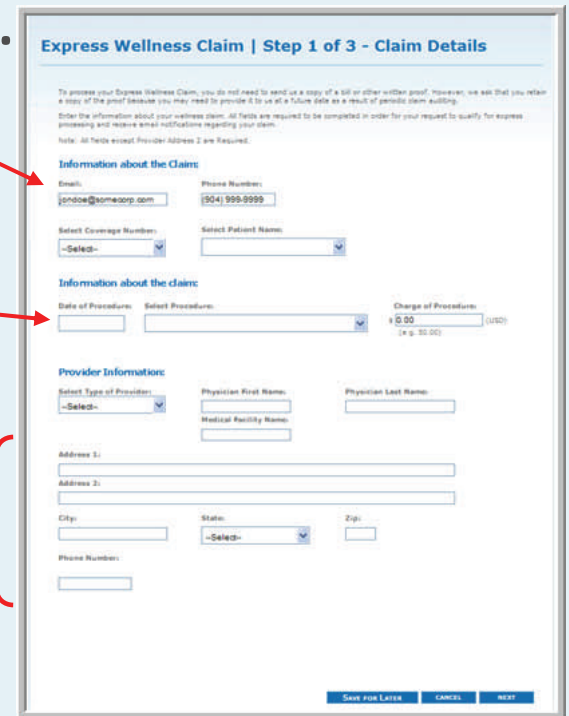 Express Wellness Claim | Step 1 of 3 - Claim Details
To process your Express Wellness Claim, you do not need to send us a copy of a bill or other written proof. However, we ask that you retain
a copy of the proof because you may need to provide it to us at a future date as a result of periodic claim auditing.
Enter the information about your wellness claim. All fields are required to be completed in order for your request to qualify for express
processing and receive email notifications regarding your claim.
Note: All fields except Provider Address 2 are Required.
Information about the Claim:
Email: Phone Number:
jondoe@somecorp.com (904) 999-9999
Select Coverage Number: Select Patient Name:
--Select--
Information about the claim:
Date of Procedure: Select Procedure: Charge of Procedure:
$ 0.00 (USD)
(e.g. 50.00)
Provider Information:
Select Type of Provider: Physician First Name: Physician Last Name:
--Select--
Medical Facility Name:
Address 1:
Address 2:
City: State: Zip:
--Select--
Phone Number:
SAVE FOR LATER CANCEL NEXT